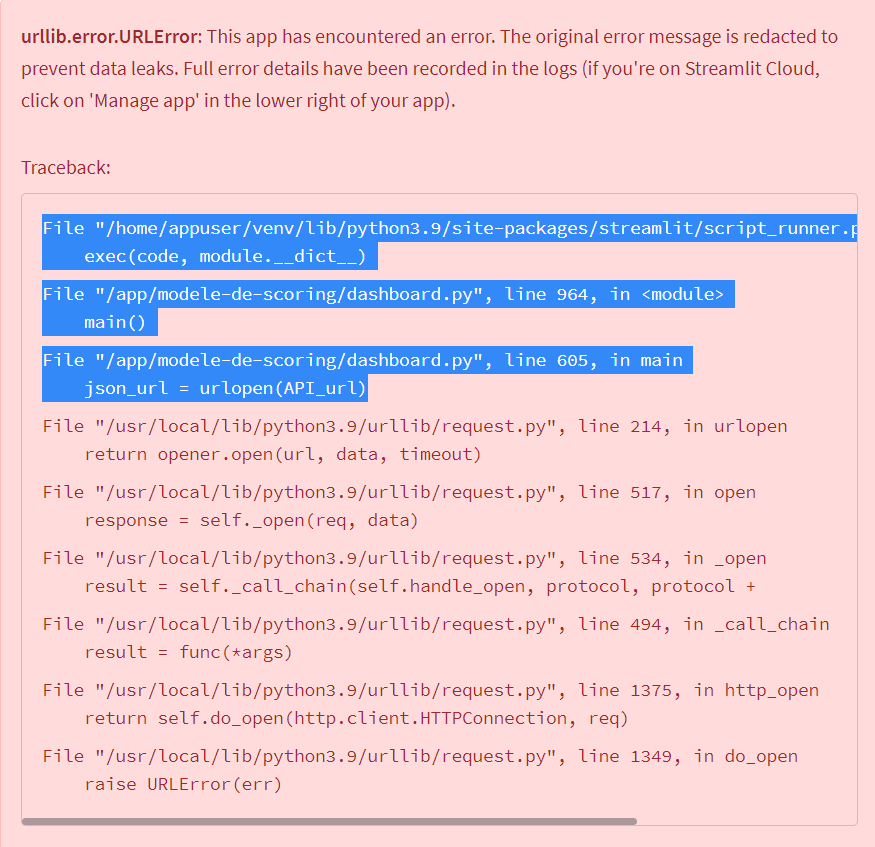 urllib.error.URLError: This app has encountered an error. The original error message is redacted to
prevent data leaks. Full error details have been recorded in the logs (if you're on Streamlit Cloud,
click on 'Manage app' in the lower right of your app).
Traceback:
File "/home/appuser/venv/lib/python3.9/site-packages/streamlit/script_runner.p
exec(code, module.__dict__)
File "/app/modele-de-scoring/dashboard.py", line 964, in <module>
main()
File "/app/modele-de-scoring/dashboard.py", line 605, in main
json_url = urlopen(API_url)
File "/usr/local/lib/python3.9/urllib/request.py", line 214, in urlopen
return opener.open(url, data, timeout)
File "/usr/local/lib/python3.9/urllib/request.py", line 517, in open
response = self._open(req, data)
File "/usr/local/lib/python3.9/urllib/request.py", line 534, in _open
result = self._call_chain(self.handle_open, protocol, protocol +
File "/usr/local/lib/python3.9/urllib/request.py", line 494, in _call_chain
result = func(*args)
File "/usr/local/lib/python3.9/urllib/request.py", line 1375, in http_open
return self.do_open(http.client.HTTPConnection, req)
File "/usr/local/lib/python3.9/urllib/request.py", line 1349, in do_open
raise URLError(err)